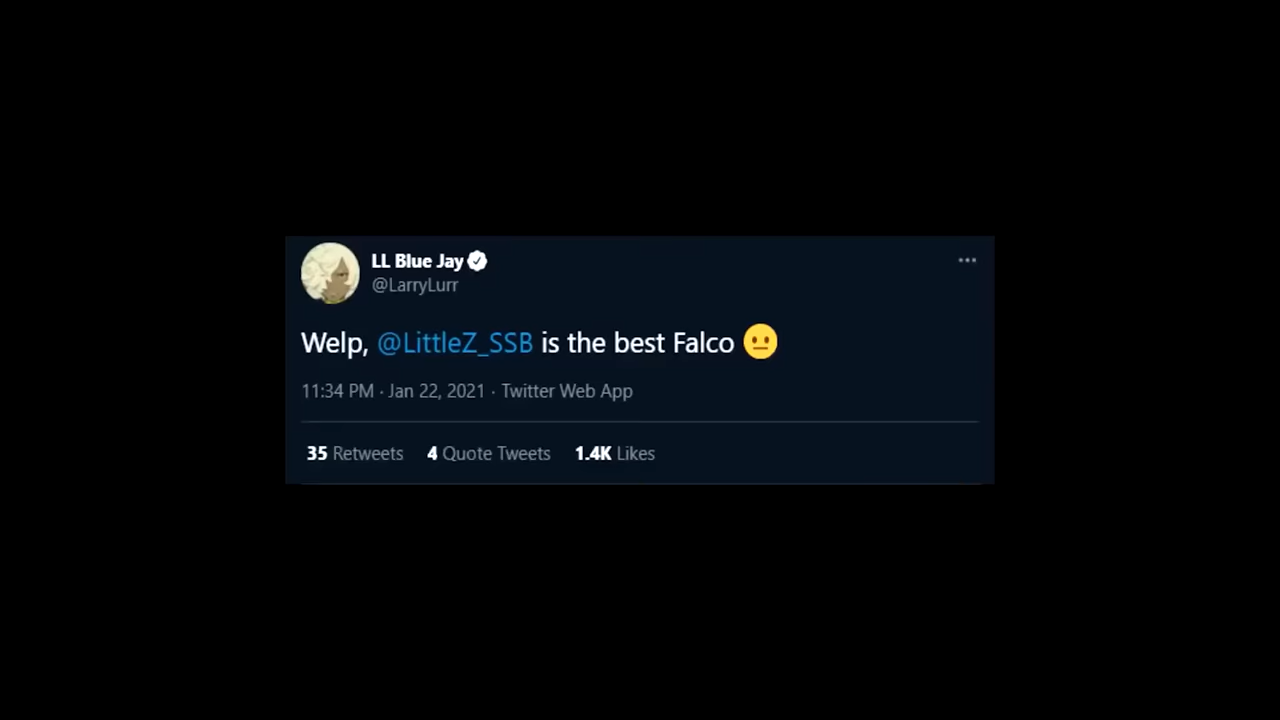 LL Blue Jay
@LarryLurr
Welp, @LittleZ_SSB is the best Falco 😐
11:34 PM · Jan 22, 2021 · Twitter Web App
35 Retweets 4 Quote Tweets 1.4K Likes